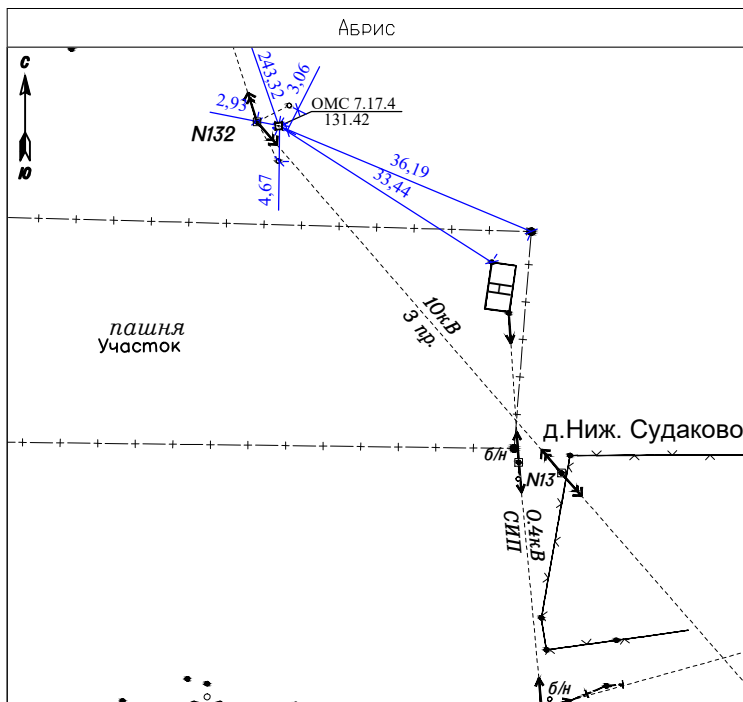 Абрис
С
Ю
243,32
3,06
2,93
ОМС 7.17.4
131.42
N132
4,67
36,19
33,44
10кВ
3 пр.
пашня
Участок
д.Ниж. Судаково
б/н
N13
0.4кВ
СИП
б/н